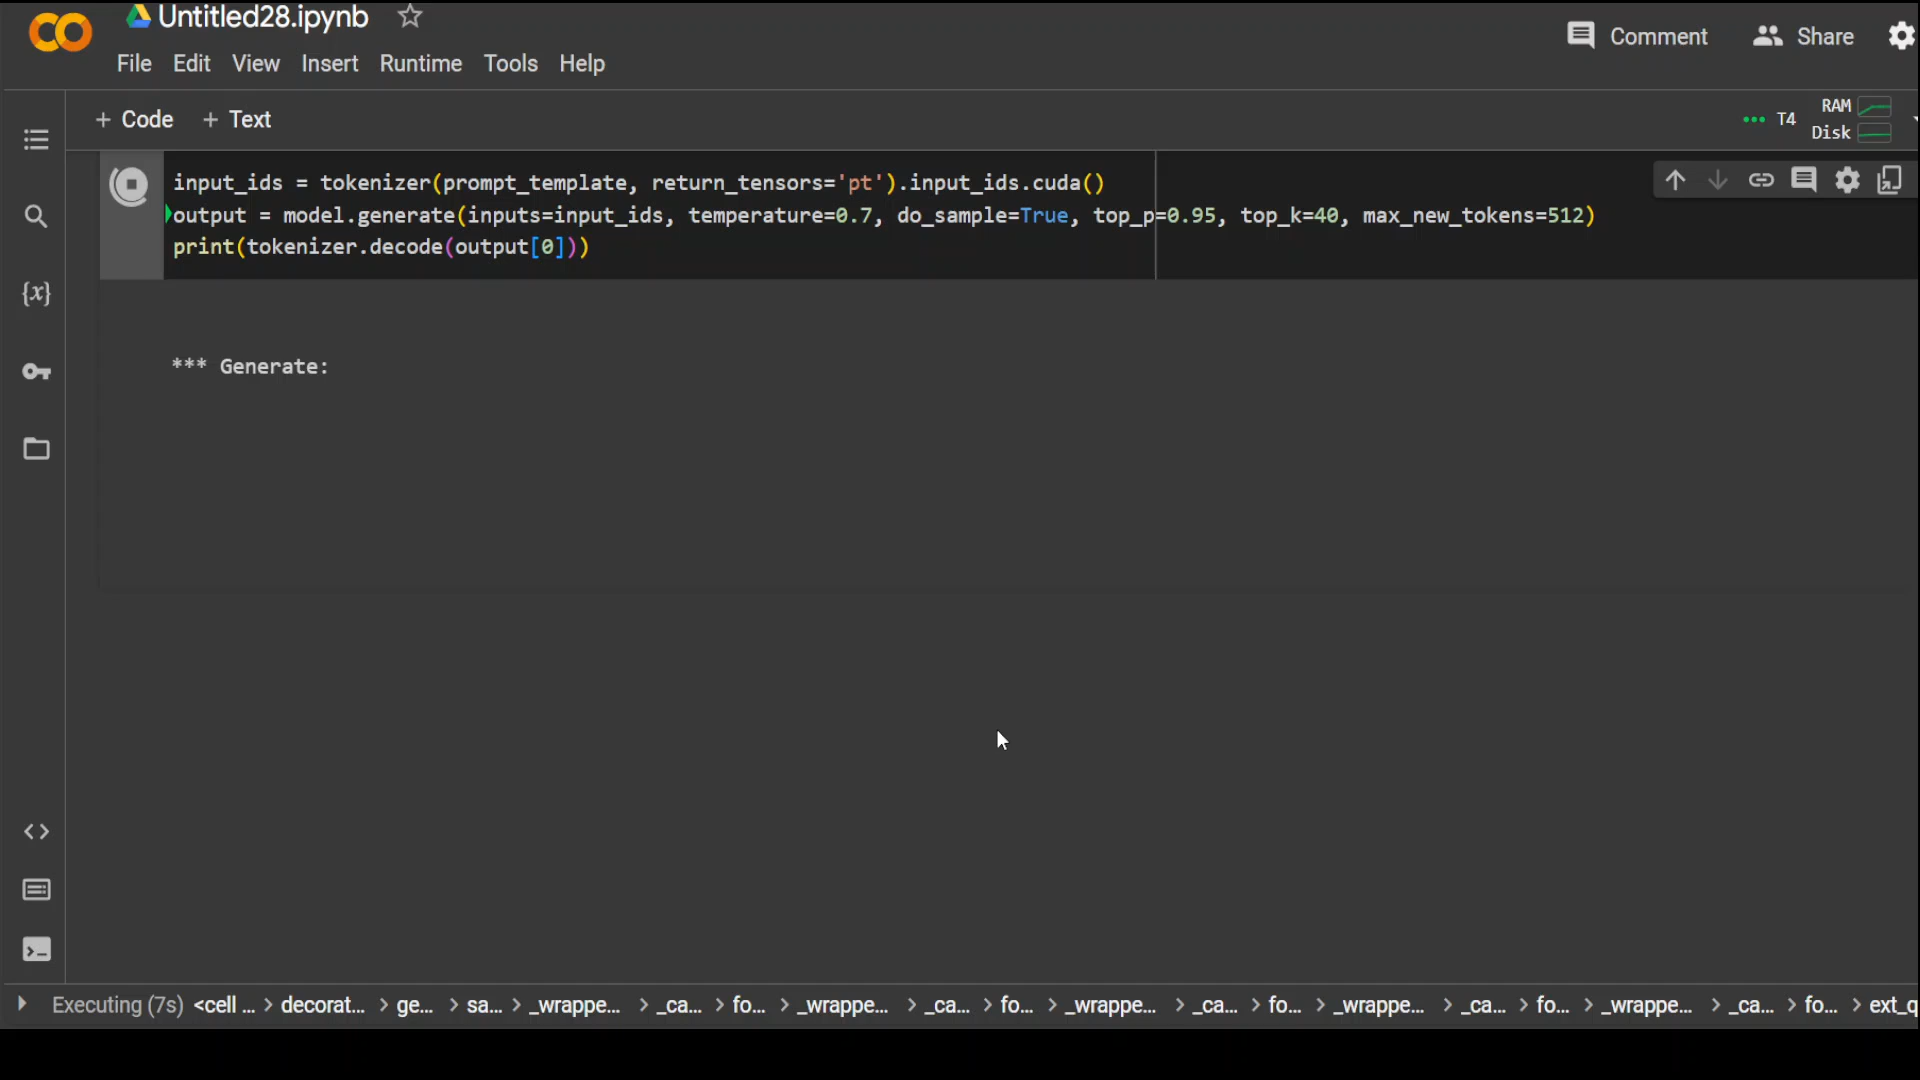 Untitled28.ipynb
Comment
Share
File Edit View Insert Runtime Tools Help
+ Code + Text
T4
RAM
Disk
input_ids = tokenizer(prompt_template, return_tensors='pt').input_ids.cuda()
output = model.generate(inputs=input_ids, temperature=0.7, do_sample=True, top_p=0.95, top_k=40, max_new_tokens=512)
print(tokenizer.decode(output[0]))
{x}
*** Generate:
Executing (7s) <cell ... > decorat... > ge... > sa... > _wrappe... > _ca... > fo... > _wrappe... > _ca... > fo... > _wrappe... > _ca... > fo... > _wrappe... > _ca... > fo... > _wrappe... > _ca... > fo... > ext_q